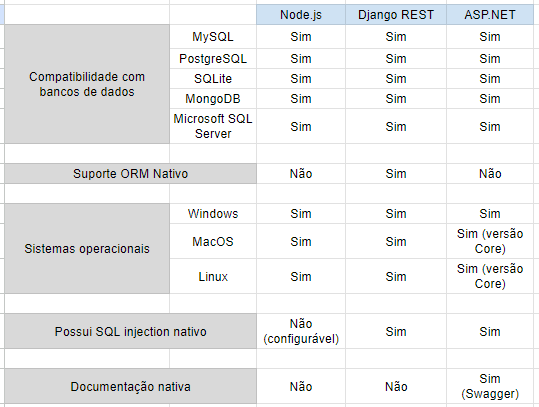 Node.js Django REST ASP.NET
Compatibilidade com
bancos de dados
MySQL Sim Sim Sim
PostgreSQL Sim Sim Sim
SQLite Sim Sim Sim
MongoDB Sim Sim Sim
Microsoft SQL
Server Sim Sim Sim
Suporte ORM Nativo Não Sim Não
Sistemas operacionais
Windows Sim Sim Sim
MacOS Sim Sim Sim (versão
Core)
Linux Sim Sim Sim (versão
Core)
Possui SQL injection nativo Não
(configurável) Sim Sim
Documentação nativa Não Não Sim
(Swagger)